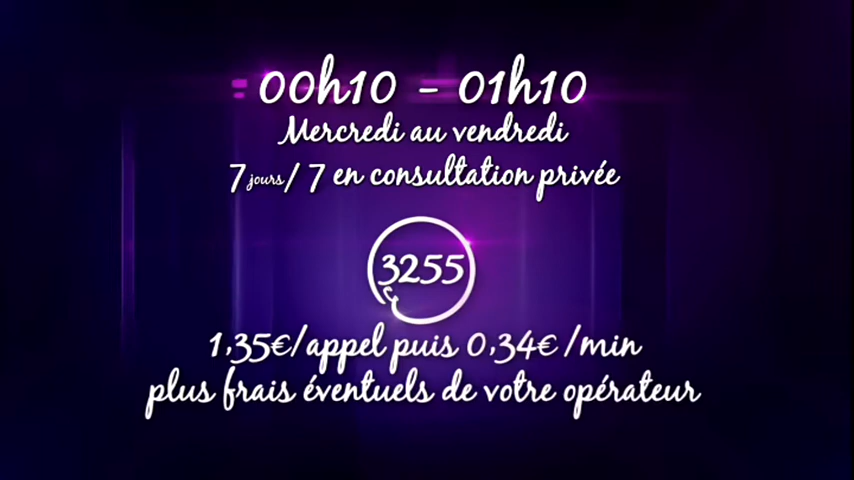 00h10 - 01h10
Mercredi au vendredi
7 jours / 7 en consultation privée
3255
1,35€/appel puis 0,34€/min
plus frais éventuels de votre opérateur